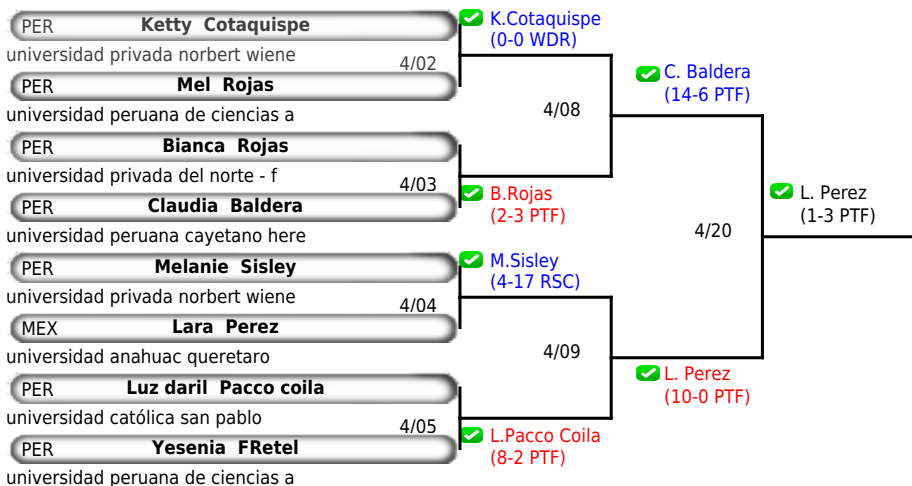 PER Ketty Cotaquispe
universidad privada norbert wiene
4/02
PER Mel Rojas
universidad peruana de ciencias a
PER Bianca Rojas
universidad privada del norte - f
4/03
PER Claudia Baldera
universidad peruana cayetano here
PER Melanie Sisley
universidad privada norbert wiene
4/04
MEX Lara Perez
universidad anahuac queretaro
PER Luz daril Pacco coila
universidad católica san pablo
4/05
PER Yesenia FRetel
universidad peruana de ciencias a
K.Cotaquispe
(0-0 WDR)
4/08
B.Rojas
(2-3 PTF)
M.Sisley
(4-17 RSC)
4/09
L.Pacco Coila
(8-2 PTF)
C. Baldera
(14-6 PTF)
4/20
L. Perez
(10-0 PTF)
L. Perez
(1-3 PTF)